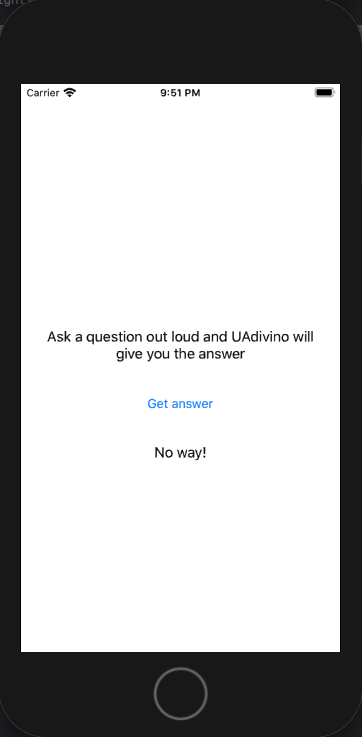 Carrier
9:51 PM
Ask a question out loud and UAdivino will
give you the answer
Get answer
No way!